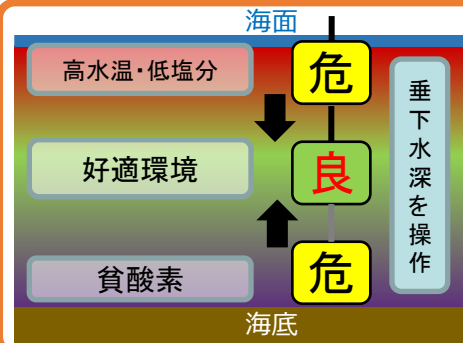 海面
高水温・低塩分
危
好適環境
良
貧酸素
危
海底
垂下水深を操作